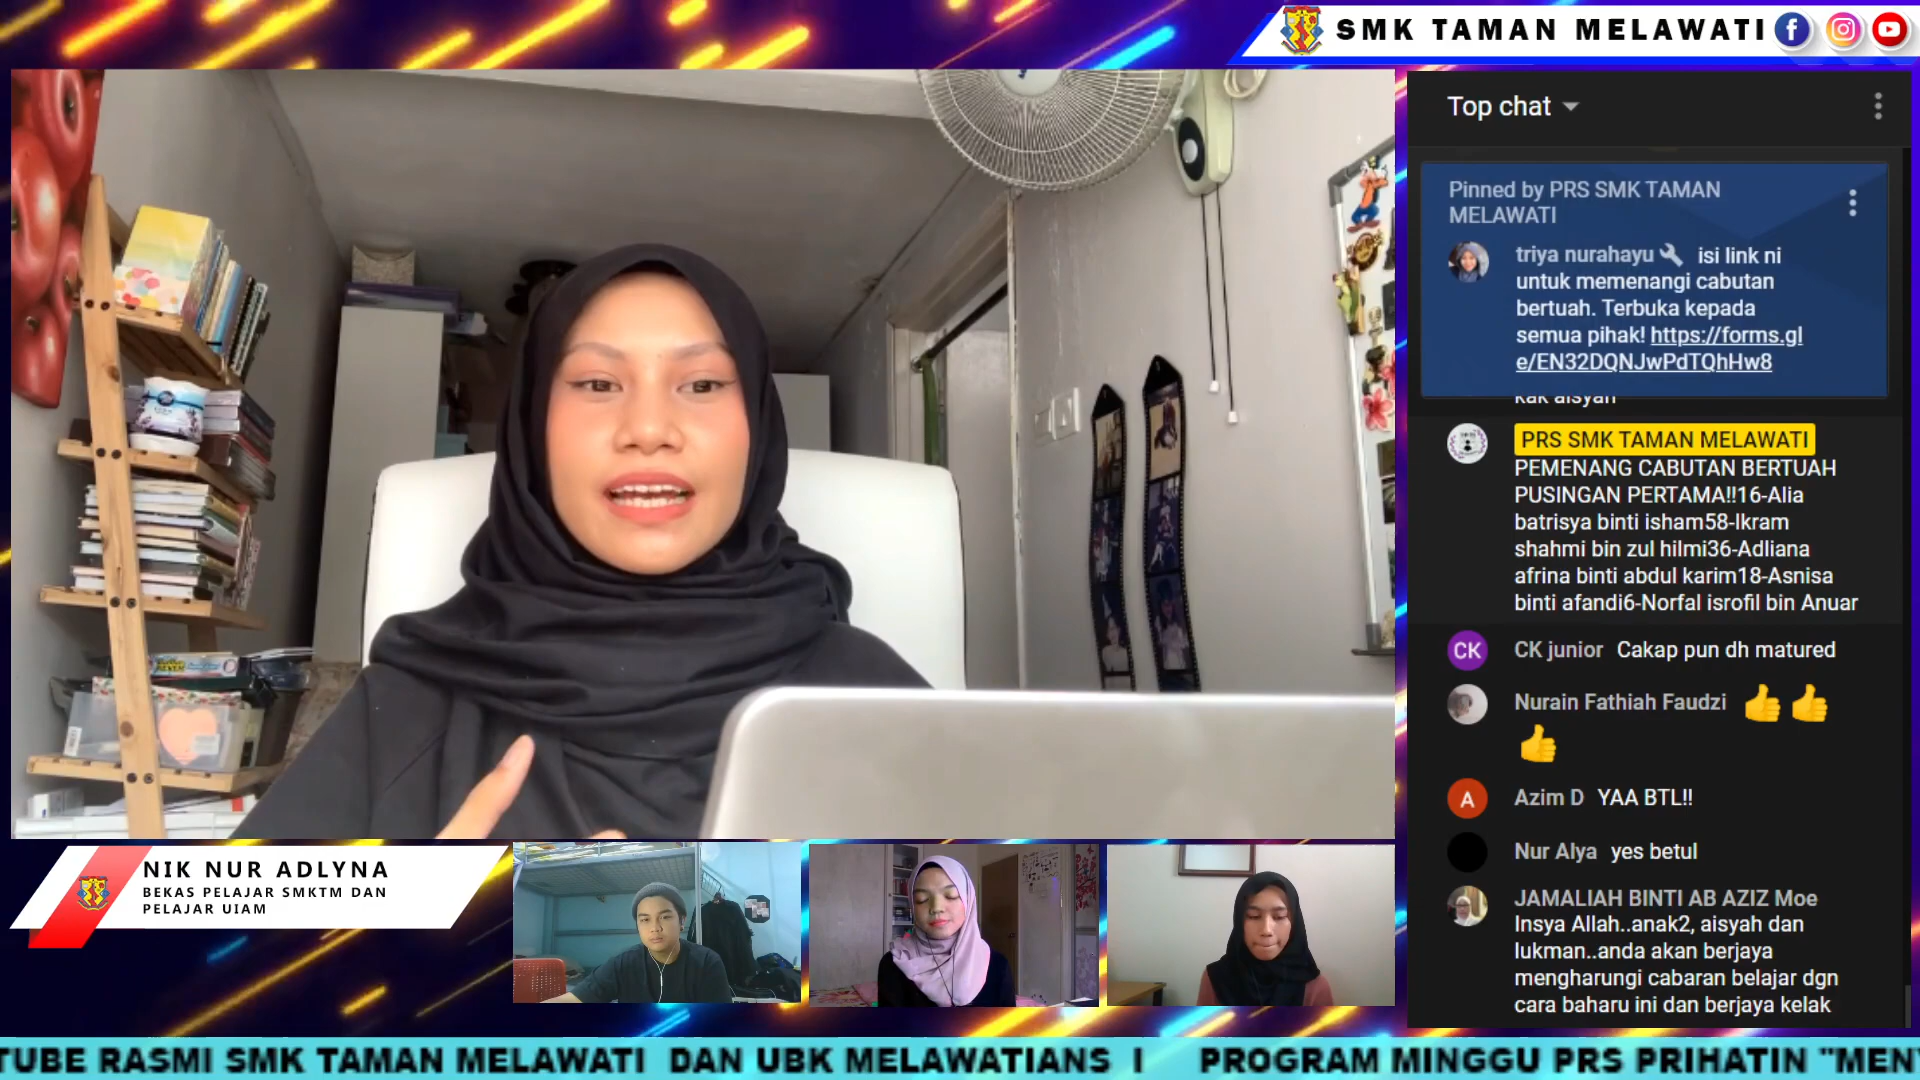 SMK TAMAN MELAWATI
Top chat
Pinned by PRS SMK TAMAN
MELAWATI
triya nurahayu isi link ni
untuk memenangi cabutan
bertuah. Terbuka kepada
semua pihak! https://forms.gl
e/EN32DQNJwPdTQhHw8
kak aisyah
PRS SMK TAMAN MELAWATI
PEMENANG CABUTAN BERTUAH
PUSINGAN PERTAMA!!16-Alia
batrisya binti isham58-Ikram
shahmi bin zul hilmi36-Adliana
afrina binti abdul karim18-Asnisa
binti afandi6-Norfal isrofil bin Anuar
CK
CK junior Cakap pun dh matured
Nurain Fathiah Faudzi 👍👍
👍
A
Azim D YAA BTL!!
Nur Alya yes betul
JAMALIAH BINTI AB AZIZ Moe
Insya Allah..anak2, aisyah dan
lukman..anda akan berjaya
mengharungi cabaran belajar dgn
cara baharu ini dan berjaya kelak
NIK NUR ADLYNA
BEKAS PELAJAR SMKTM DAN
PELAJAR UIAM
TUBE RASMI SMK TAMAN MELAWATI DAN UBK MELAWATIANS I PROGRAM MINGGU PRS PRIHATIN "MENY